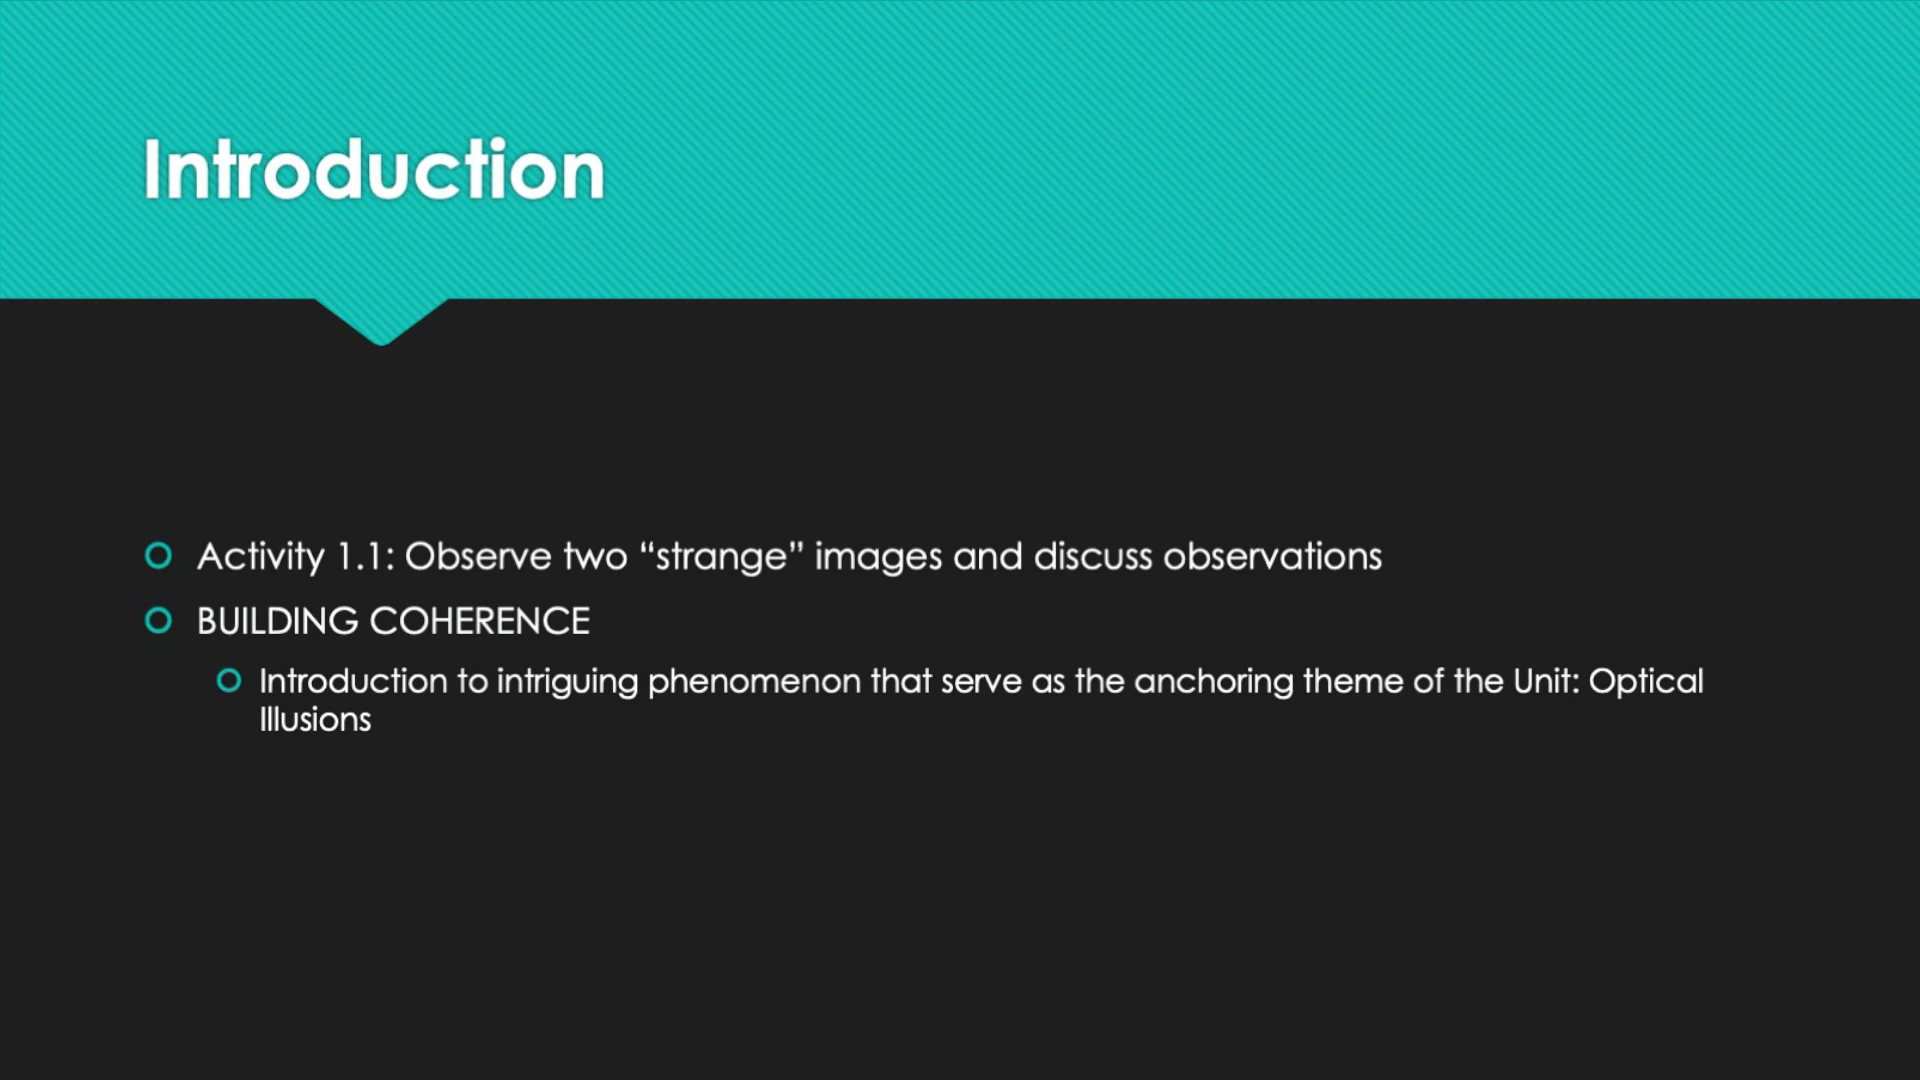 Introduction
Activity 1.1: Observe two “strange” images and discuss observations
BUILDING COHERENCE
Introduction to intriguing phenomenon that serve as the anchoring theme of the Unit: Optical
Illusions